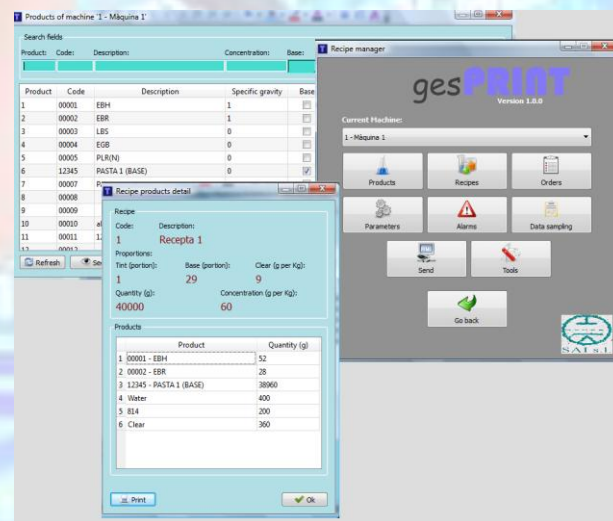 Products of machine '1 - Màquina 1'
Search fields
Product: Code: Description: Concentration: Base:
Product Code Description Specific gravity Base
1 00001 EBH 1
2 00002 EBR 1
3 00003 LBS 0
4 00004 EGB 0
5 00005 PLR(N) 0
6 12345 PASTA 1 (BASE) 0
7 00007
8 00008
9 00009
10 00010
11 00011
Refresh
Recipe manager
gesPRINT
Version 1.0.0
Current Machine:
1 - Màquina 1
Products Recipes Orders
Parameters Alarms Data sampling
Send Tools
Go back
SATs.L
Recipe products detail
Recipe
Code: Description:
1 Recepta 1
Proportions:
Tint (portion): Base (portion): Clear (g per Kg):
1 29 9
Quantity (g): Concentration (g per Kg):
40000 60
Products
Product Quantity (g)
1 00001 - EBH 52
2 00002 - EBR 28
3 12345 - PASTA 1 (BASE) 38960
4 Water 400
5 814 200
6 Clear 360
Print Ok